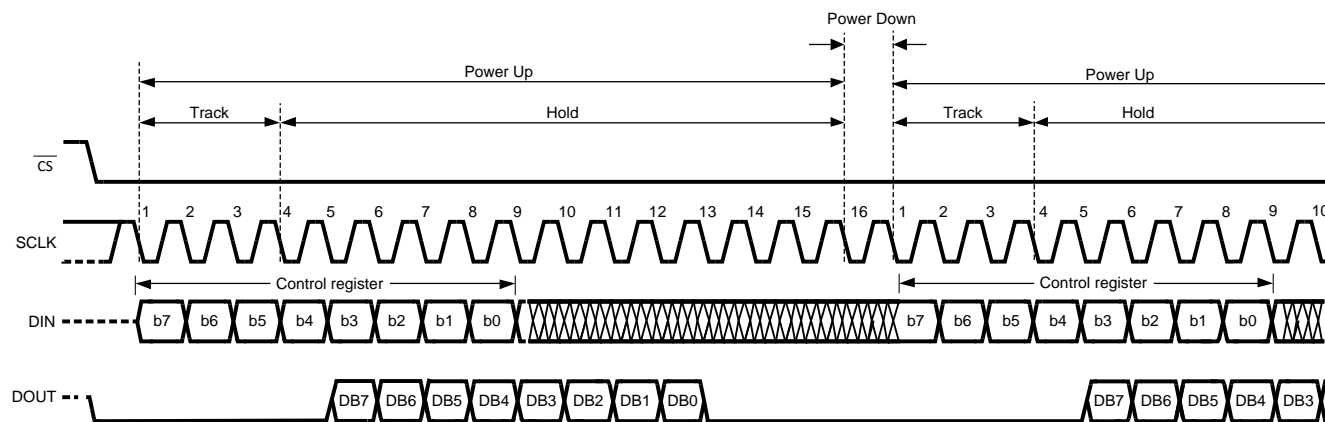 Power Down
Power Up
Power Up
Track Hold Track Hold
CS
1 2 3 4 5 6 7 8 9 10 11 12 13 14 15 16 1 2 3 4 5 6 7 8 9 10
SCLK
Control register Control register
DIN b7 b6 b5 b4 b3 b2 b1 b0 b7 b6 b5 b4 b3 b2 b1 b0
DOUT DB7 DB6 DB5 DB4 DB3 DB2 DB1 DB0 DB7 DB6 DB5 DB4 DB3